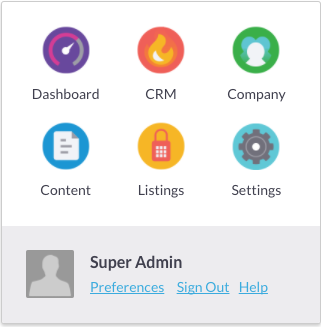 Dashboard CRM Company
Content Listings Settings
Super Admin
Preferences Sign Out Help